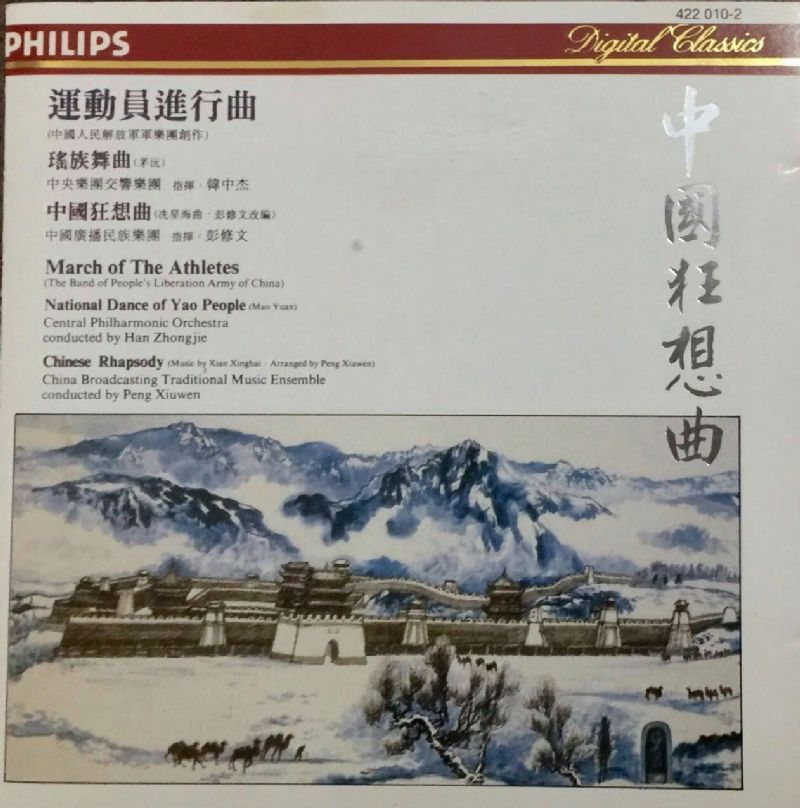 422 010-2
PHILIPS
Digital Classics
運動員進行曲
(中國人民解放軍軍樂團創作)
瑤族舞曲(茅沅)
中央樂團交響樂團 指揮：韓中杰
中國狂想曲(冼星海曲·彭修文改編)
中國廣播民族樂團 指揮：彭修文
March of The Athletes
(The Band of People's Liberation Army of China)
National Dance of Yao People (Mao Yuan)
Central Philharmonic Orchestra
conducted by Han Zhongjie
Chinese Rhapsody (Music by Xian Xinghai · Arranged by Peng Xiuwen)
China Broadcasting Traditional Music Ensemble
conducted by Peng Xiuwen
中國狂想曲